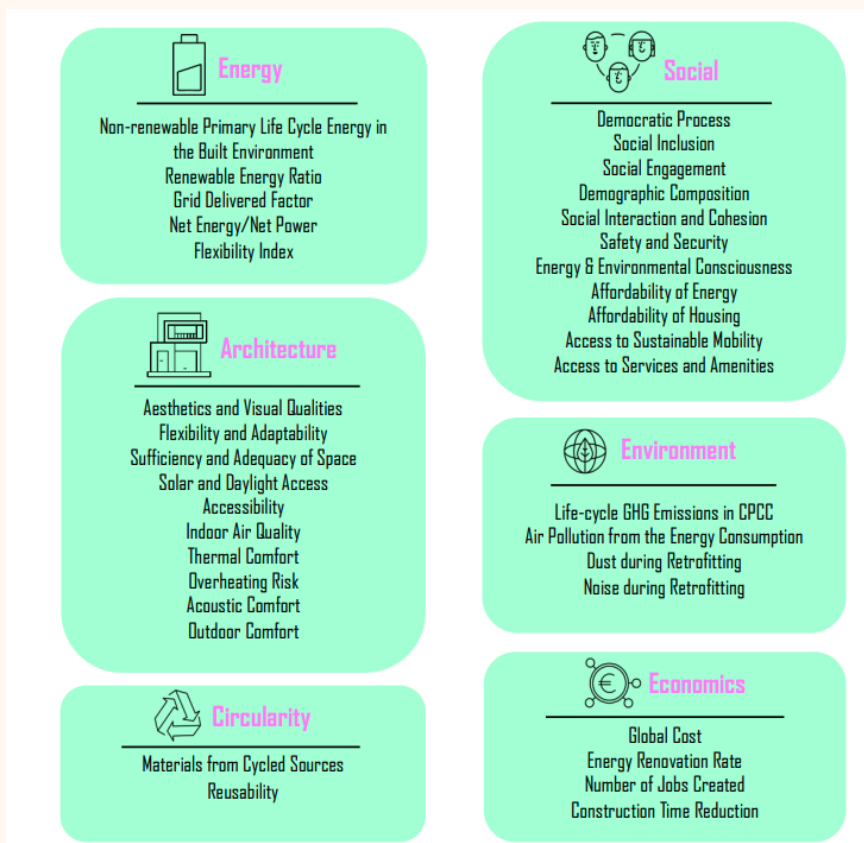 Energy
Non-renewable Primary Life Cycle Energy in
the Built Environment
Renewable Energy Ratio
Grid Delivered Factor
Net Energy/Net Power
Flexibility Index
Architecture
Aesthetics and Visual Qualities
Flexibility and Adaptability
Sufficiency and Adequacy of Space
Solar and Daylight Access
Accessibility
Indoor Air Quality
Thermal Comfort
Overheating Risk
Acoustic Comfort
Outdoor Comfort
Circularity
Materials from Cycled Sources
Reusability
Social
Democratic Process
Social Inclusion
Social Engagement
Demographic Composition
Social Interaction and Cohesion
Safety and Security
Energy & Environmental Consciousness
Affordability of Energy
Affordability of Housing
Access to Sustainable Mobility
Access to Services and Amenities
Environment
Life-cycle GHG Emissions in CPCC
Air Pollution from the Energy Consumption
Dust during Retrofitting
Noise during Retrofitting
€
Economics
Global Cost
Energy Renovation Rate
Number of Jobs Created
Construction Time Reduction